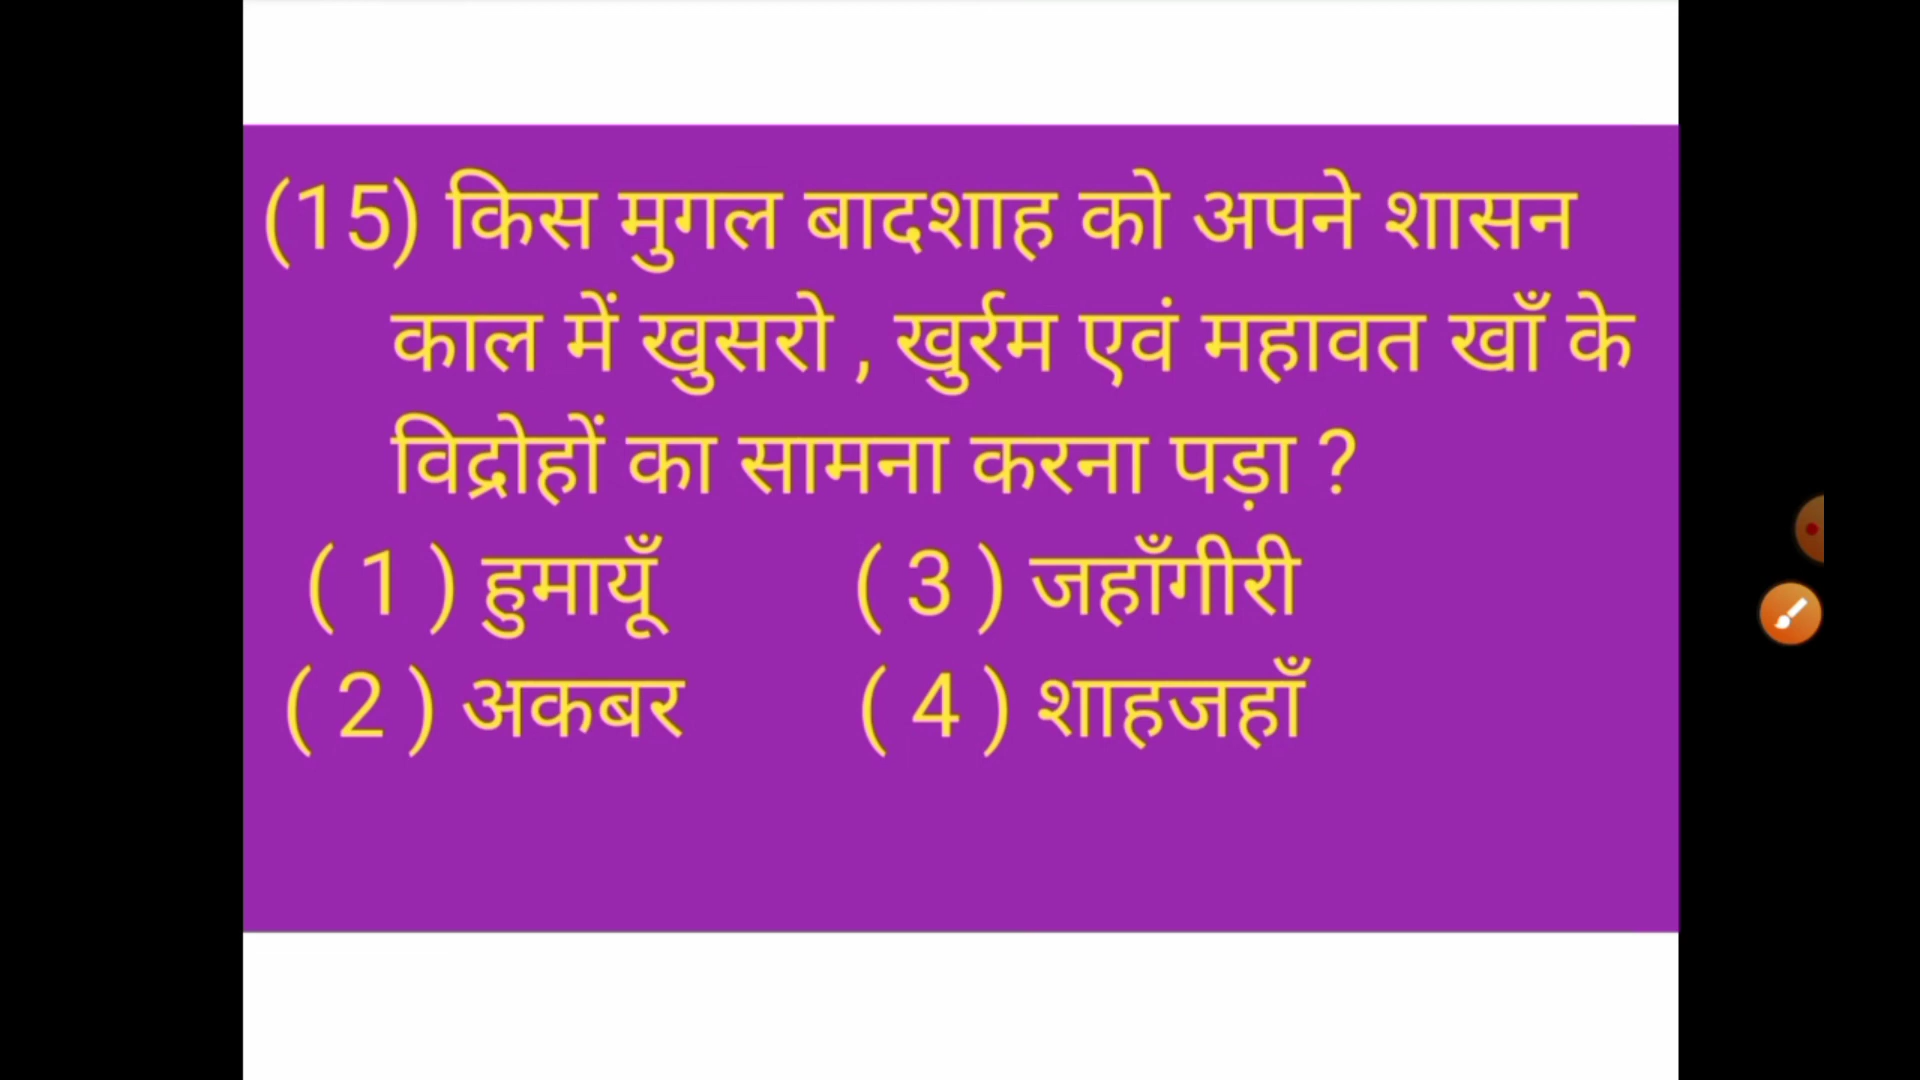 (15) किस मुगल बादशाह को अपने शासन
काल में खुसरो , खुर्रम एवं महावत खाँ के
विद्रोहों का सामना करना पड़ा ?
( 1 ) हुमायूँ ( 3 ) जहाँगीरी
( 2 ) अकबर ( 4 ) शाहजहाँ